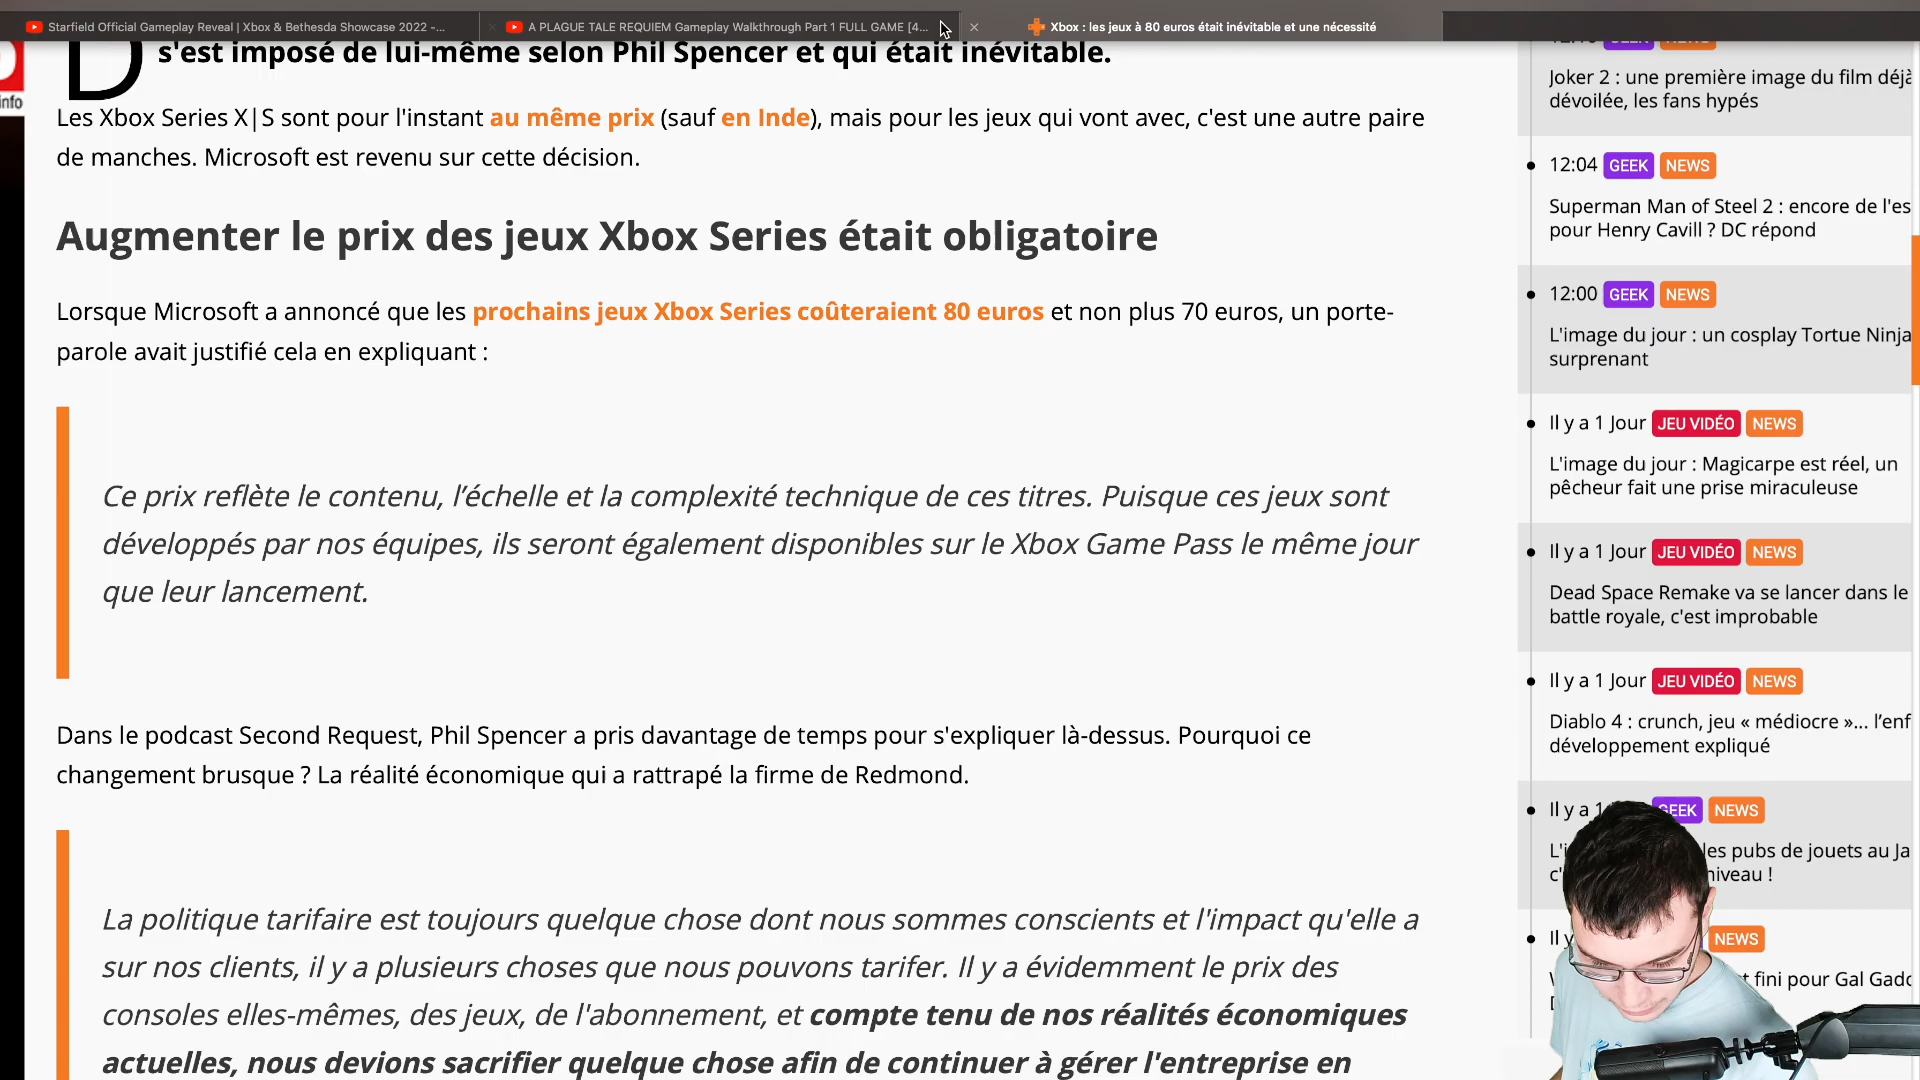 Starfield Official Gameplay Reveal | Xbox & Bethesda Showcase 2022 -...
A PLAGUE TALE REQUIEM Gameplay Walkthrough Part 1 FULL GAME [4...
Xbox : les jeux à 80 euros était inévitable et une nécessité
info
D
s'est imposé de lui-même selon Phil Spencer et qui était inévitable.
Les Xbox Series X|S sont pour l'instant au même prix (sauf en Inde), mais pour les jeux qui vont avec, c'est une autre paire
de manches. Microsoft est revenu sur cette décision.
Augmenter le prix des jeux Xbox Series était obligatoire
Lorsque Microsoft a annoncé que les prochains jeux Xbox Series coûteraient 80 euros et non plus 70 euros, un porte-
parole avait justifié cela en expliquant :
Ce prix reflète le contenu, l’échelle et la complexité technique de ces titres. Puisque ces jeux sont
développés par nos équipes, ils seront également disponibles sur le Xbox Game Pass le même jour
que leur lancement.
Dans le podcast Second Request, Phil Spencer a pris davantage de temps pour s'expliquer là-dessus. Pourquoi ce
changement brusque ? La réalité économique qui a rattrapé la firme de Redmond.
La politique tarifaire est toujours quelque chose dont nous sommes conscients et l'impact qu'elle a
sur nos clients, il y a plusieurs choses que nous pouvons tarifer. Il y a évidemment le prix des
consoles elles-mêmes, des jeux, de l'abonnement, et compte tenu de nos réalités économiques
actuelles, nous devions sacrifier quelque chose afin de continuer à gérer l'entreprise en
Joker 2 : une première image du film déjà
dévoilée, les fans hypés
12:04 GEEK NEWS
Superman Man of Steel 2 : encore de l'es
pour Henry Cavill ? DC répond
12:00 GEEK NEWS
L'image du jour : un cosplay Tortue Ninja
surprenant
Il y a 1 Jour JEU VIDÉO NEWS
L'image du jour : Magicarpe est réel, un
pêcheur fait une prise miraculeuse
Il y a 1 Jour JEU VIDÉO NEWS
Dead Space Remake va se lancer dans le
battle royale, c'est improbable
Il y a 1 Jour JEU VIDÉO NEWS
Diablo 4 : crunch, jeu « médiocre »... l’enf
développement expliqué
Il y a 1 GEEK NEWS
les pubs de jouets au Ja
niveau !
Il y NEWS
fini pour Gal Gado